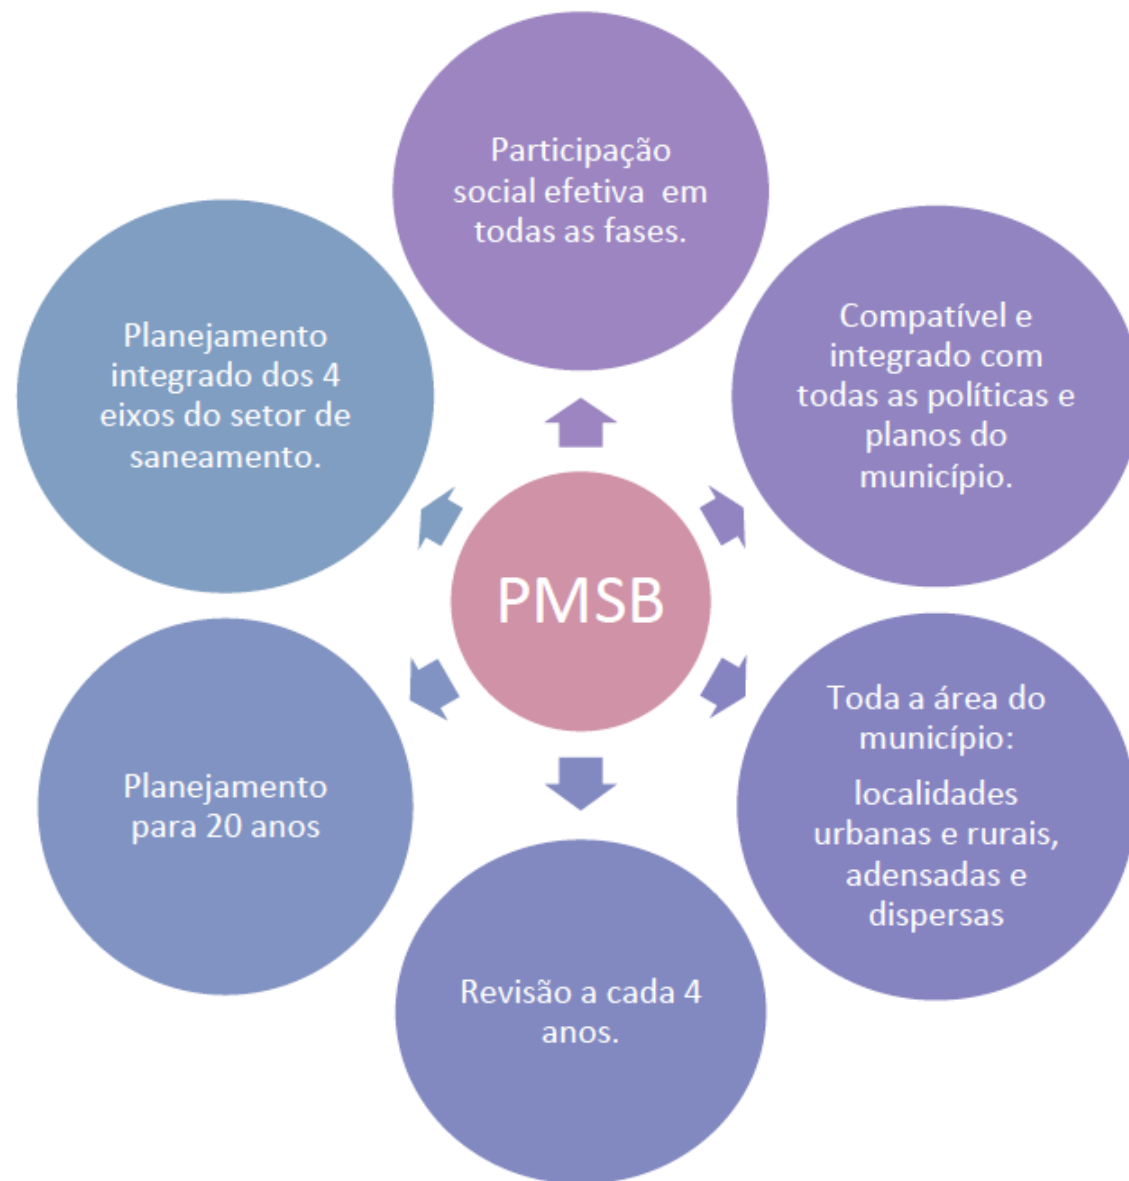 Participação
social efetiva em
todas as fases.
Compatível e
integrado com
todas as políticas e
planos do
município.
Toda a área do
município:
localidades
urbanas e rurais,
adensadas e
dispersas
Revisão a cada 4
anos.
Planejamento
para 20 anos
Planejamento
integrado dos 4
eixos do setor de
saneamento.
PMSB